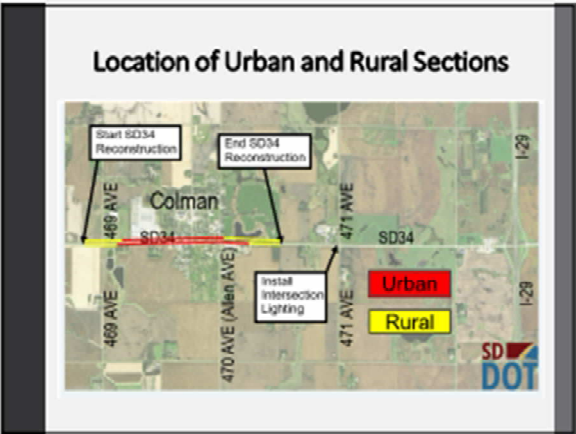 Location of Urban and Rural Sections
Start SD34
Reconstruction
End SD34
Reconstruction
I-29
469 AVE
Colman
471 AVE
SD34
SD34
Install
Intersection
Lighting
Urban
Rural
469 AVE
470 AVE (Allen AVE)
471 AVE
I-29
SD
DOT